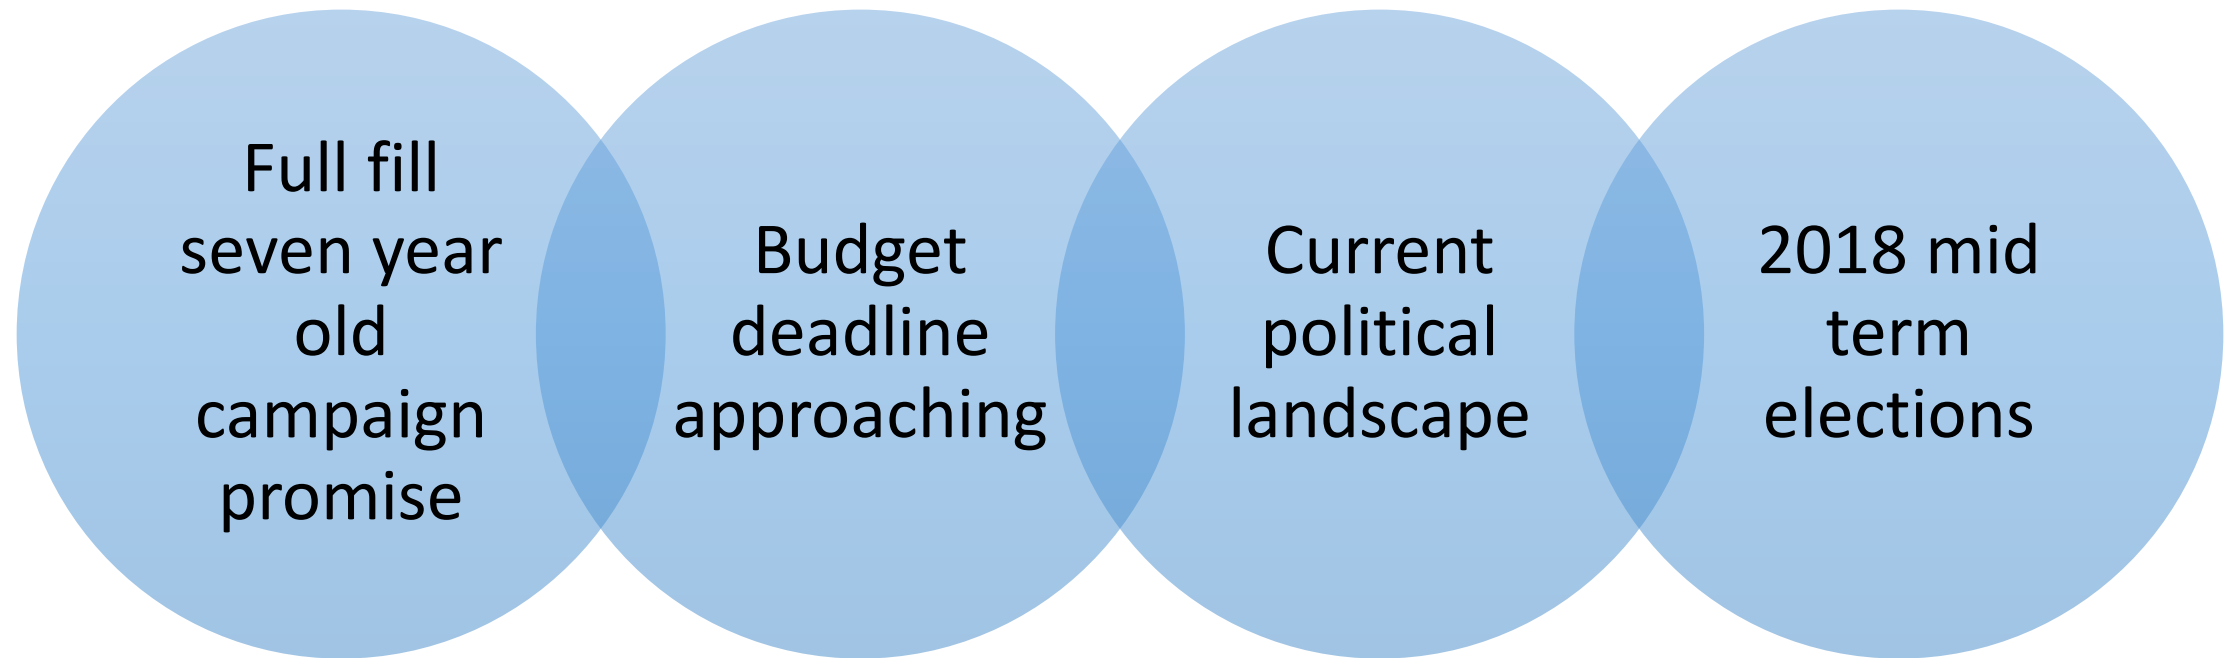 Full fill
seven year
old
campaign
promise
Budget
deadline
approaching
Current
political
landscape
2018 mid
term
elections